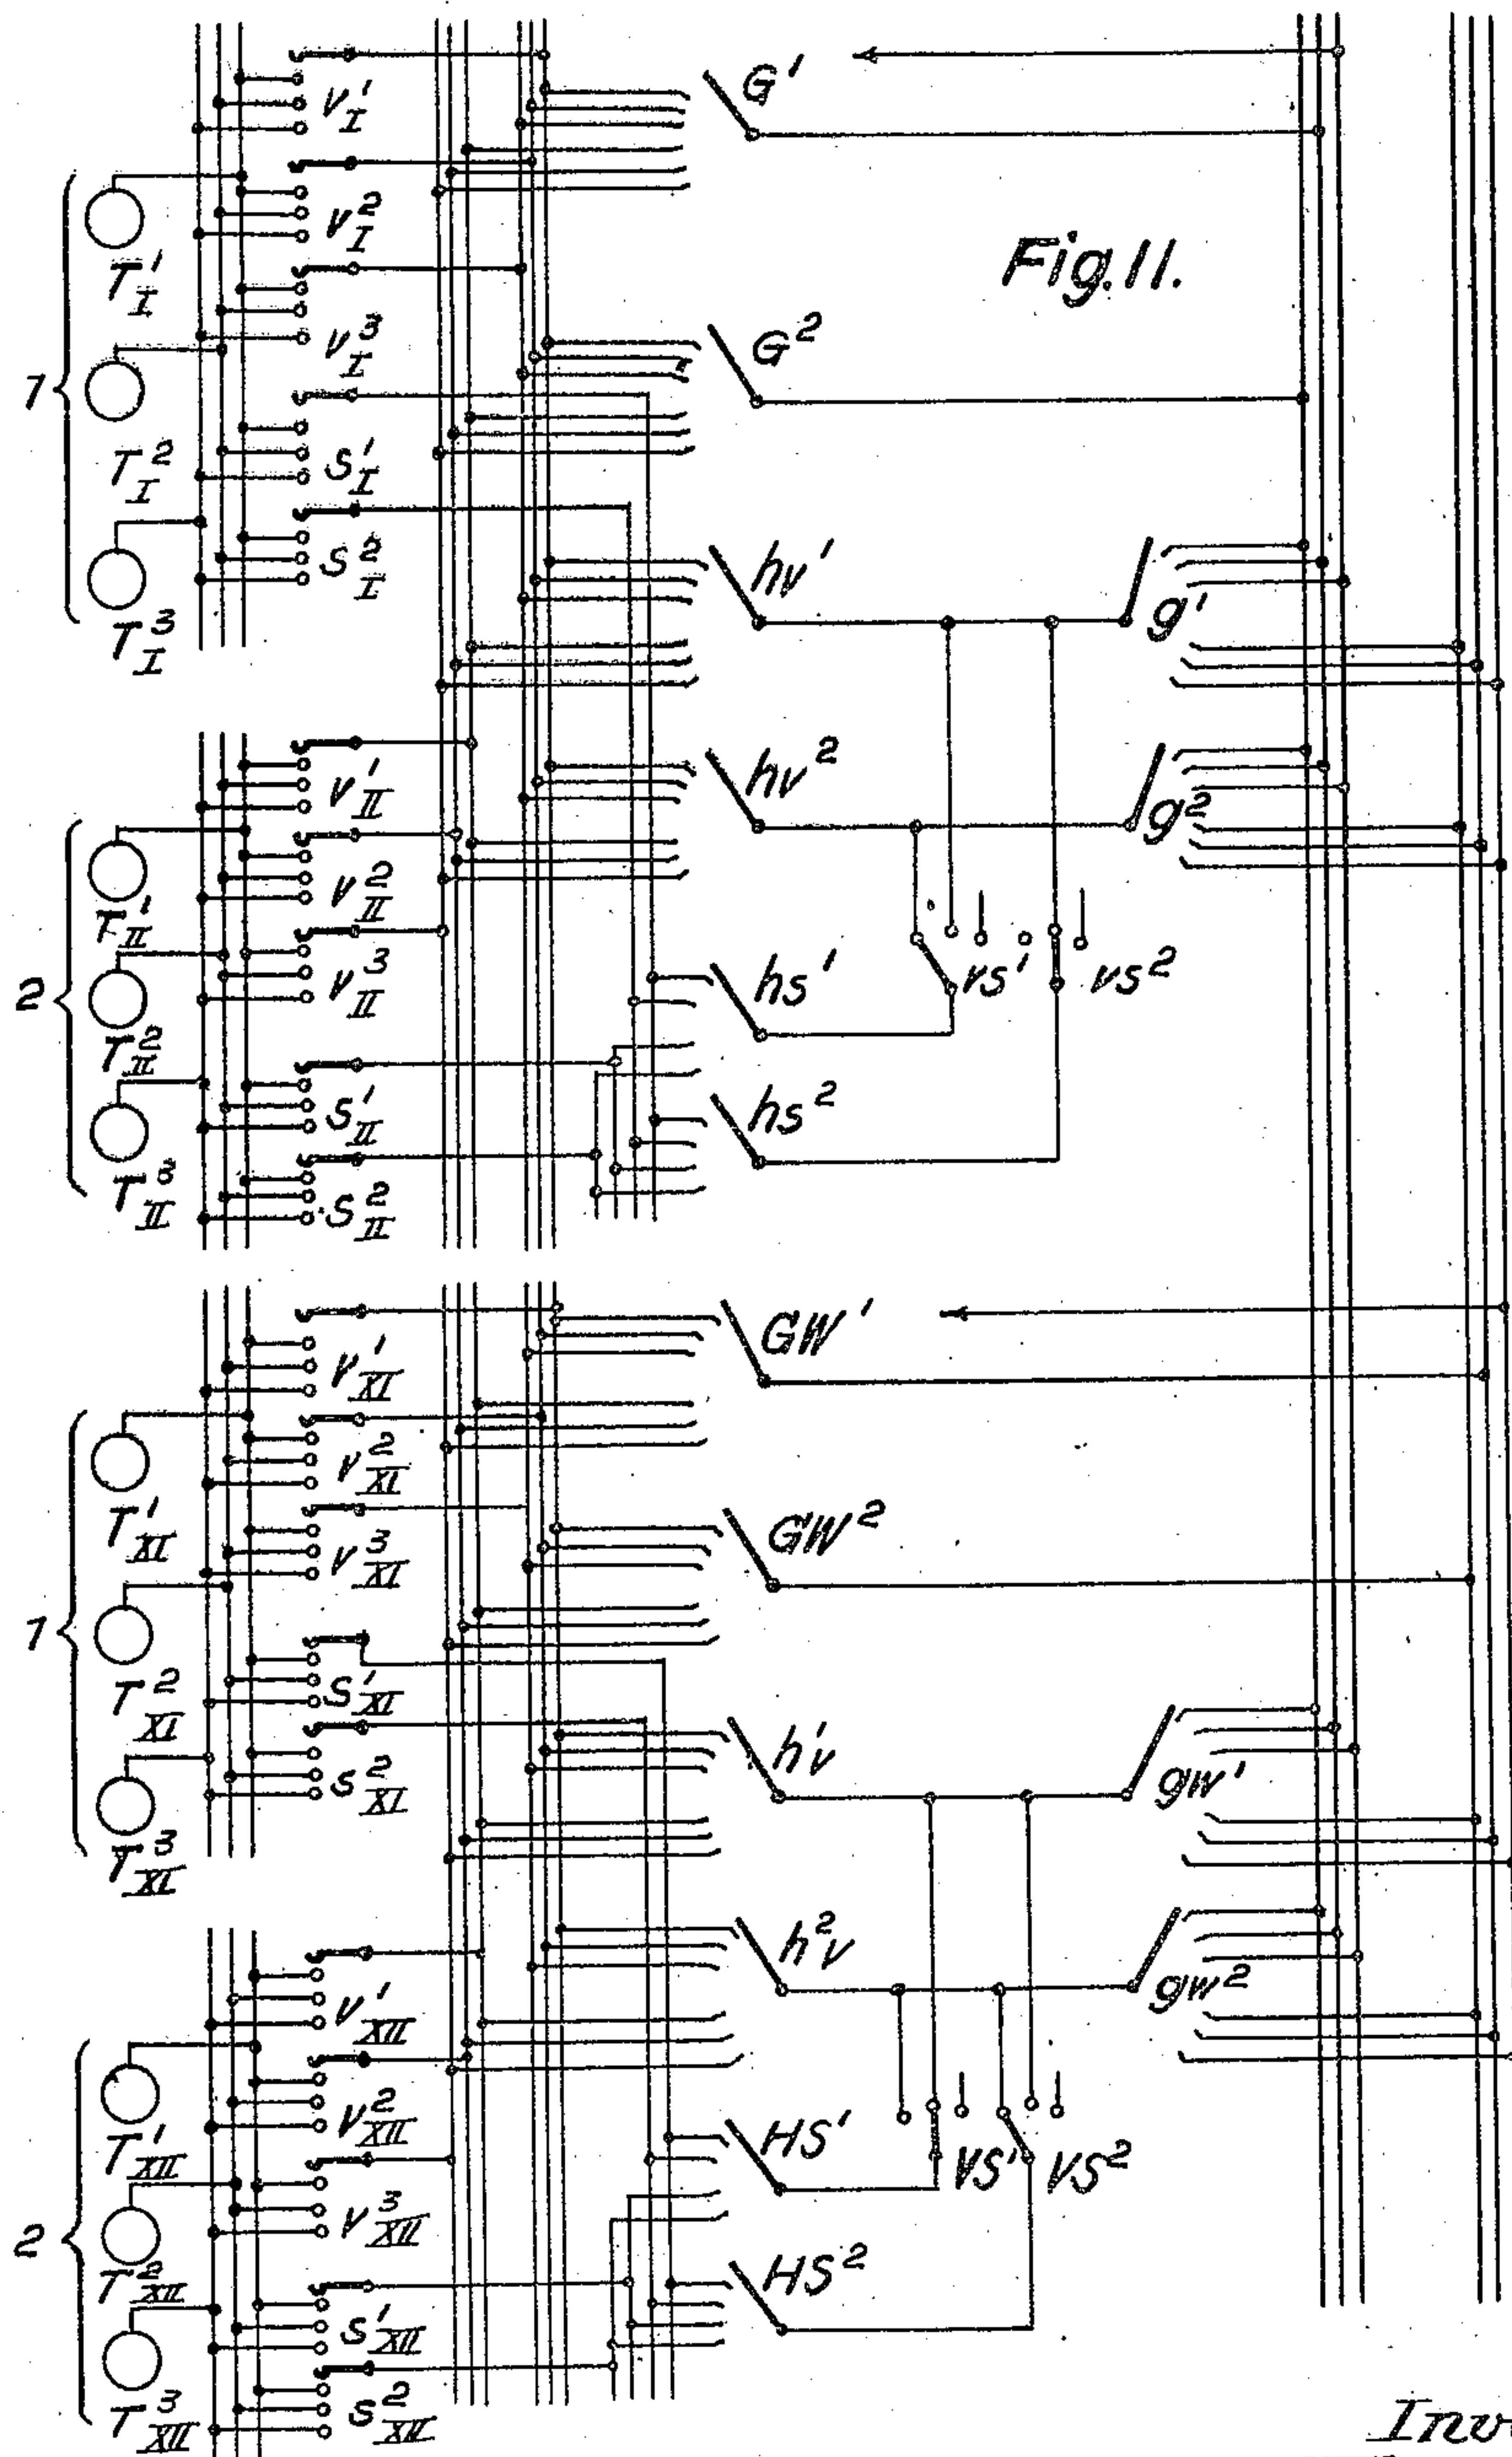 G'
V'I
Fig. 11.
V²I
T'I
V³I
G²
1
T²I
S'I
hv'
S²I
g'
T³I
hv²
V'II
g²
V²II
T'II
2
V³II
hs'
vs'
vs²
T²II
hs²
S'II
T³II
S²II
GW'
V'XI
V²XI
GW²
T'XI
V³XI
1
T²XI
S'XI
h'v
gw'
S²XI
T³XI
h²v
gw²
V'XII
V²XII
HS'
VS'
VS²
T'XII
V³XII
2
HS²
T²XII
S'XII
T³XII
S²XII
Inv